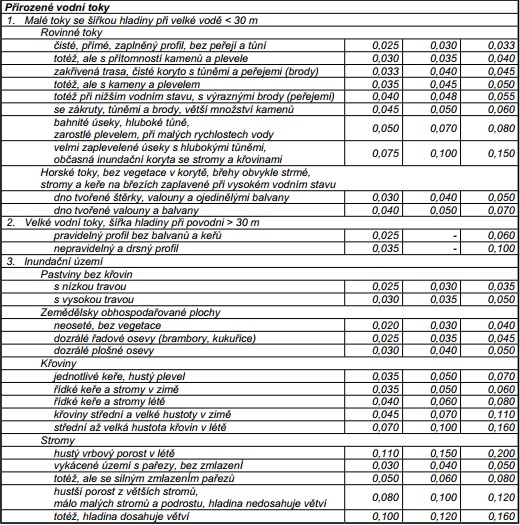 Přirozené vodní toky
1. Malé toky se šířkou hladiny při velké vodě < 30 m
Rovinné toky
čisté, přímé, zaplněný profil, bez peřejí a tůní 0,025 0,030 0,033
totéž, ale s přítomností kamenů a plevele 0,030 0,035 0,040
zakřivená trasa, čisté koryto s tůněmi a peřejemi (brody) 0,033 0,040 0,045
totéž, ale s kameny a plevelem 0,035 0,045 0,050
totéž při nížším vodním stavu, s výraznými brody (peřejemi) 0,040 0,048 0,055
se zákruty, tůněmi a brody, větší množství kamenů 0,045 0,050 0,060
bahnité úseky, hluboké tůně,
zarostlé plevelem, při malých rychlostech vody 0,050 0,070 0,080
velmi zaplevelené úseky s hlubokými tůněmi,
občasná inundační koryta se stromy a křovinami 0,075 0,100 0,150
Horské toky, bez vegetace v korytě, břehy obvykle strmé,
stromy a keře na březích zaplavené při vysokém vodním stavu
dno tvořené štěrky, valouny a ojedinělými balvany 0,030 0,040 0,050
dno tvořené valouny a balvany 0,040 0,050 0,070
2. Velké vodní toky, šířka hladiny při povodni > 30 m
pravidelný profil bez balvanů a keřů 0,025 - 0,060
nepravidelný a drsný profil 0,035 - 0,100
3. Inundační území
Pastviny bez křovin
s nízkou travou 0,025 0,030 0,035
s vysokou travou 0,030 0,035 0,050
Zemědělsky obhospodařované plochy
neoseté, bez vegetace 0,020 0,030 0,040
dozrálé řadové osevy (brambory, kukuřice) 0,025 0,035 0,045
dozrálé plošné osevy 0,030 0,040 0,050
Křoviny
jednotlivé keře, hustý plevel 0,035 0,050 0,070
řídké keře a stromy v zimě 0,035 0,050 0,060
řídké keře a stromy v létě 0,040 0,060 0,080
křoviny střední a velké hustoty v zimě 0,045 0,070 0,110
střední až velká hustota křovin v létě 0,070 0,100 0,160
Stromy
hustý vrbový porost v létě 0,110 0,150 0,200
vykácené území s pařezy, bez zmlazení 0,030 0,040 0,050
totéž, ale se silným zmlazením pařezů 0,050 0,060 0,080
hustší porost z větších stromů,
málo malých stromů a podrostu, hladina nedosahuje větví 0,080 0,100 0,120
totéž, hladina dosahuje větví 0,100 0,120 0,160